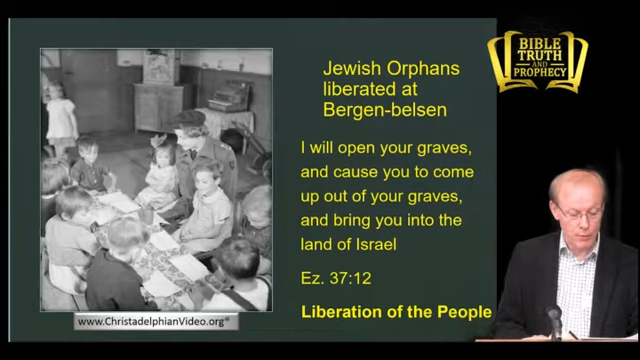 BIBLE
TRUTH
AND
PROPHECY
Jewish Orphans
liberated at
Bergen-belsen
I will open your graves,
and cause you to come
up out of your graves,
and bring you into the
land of Israel
Ez. 37:12
Liberation of the People
www.ChristadelphianVideo.org®